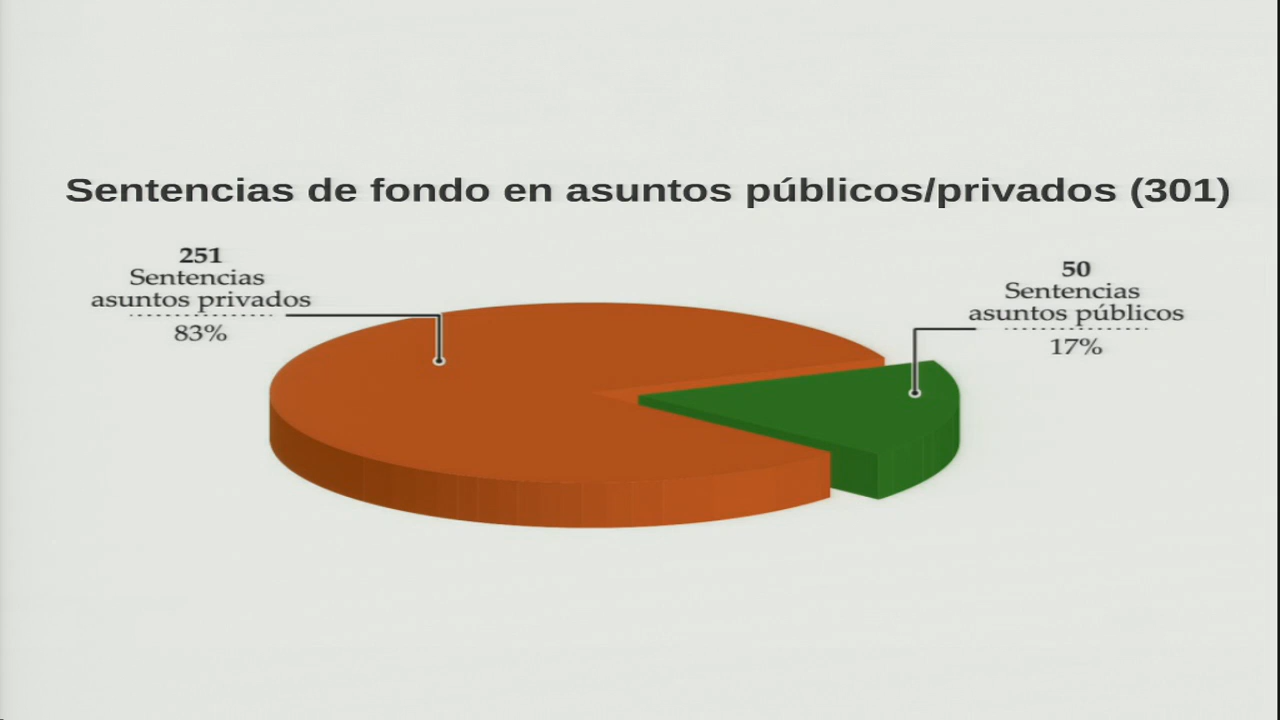 Sentencias de fondo en asuntos públicos/privados (301)
251
Sentencias
asuntos privados
83%
50
Sentencias
asuntos públicos
17%